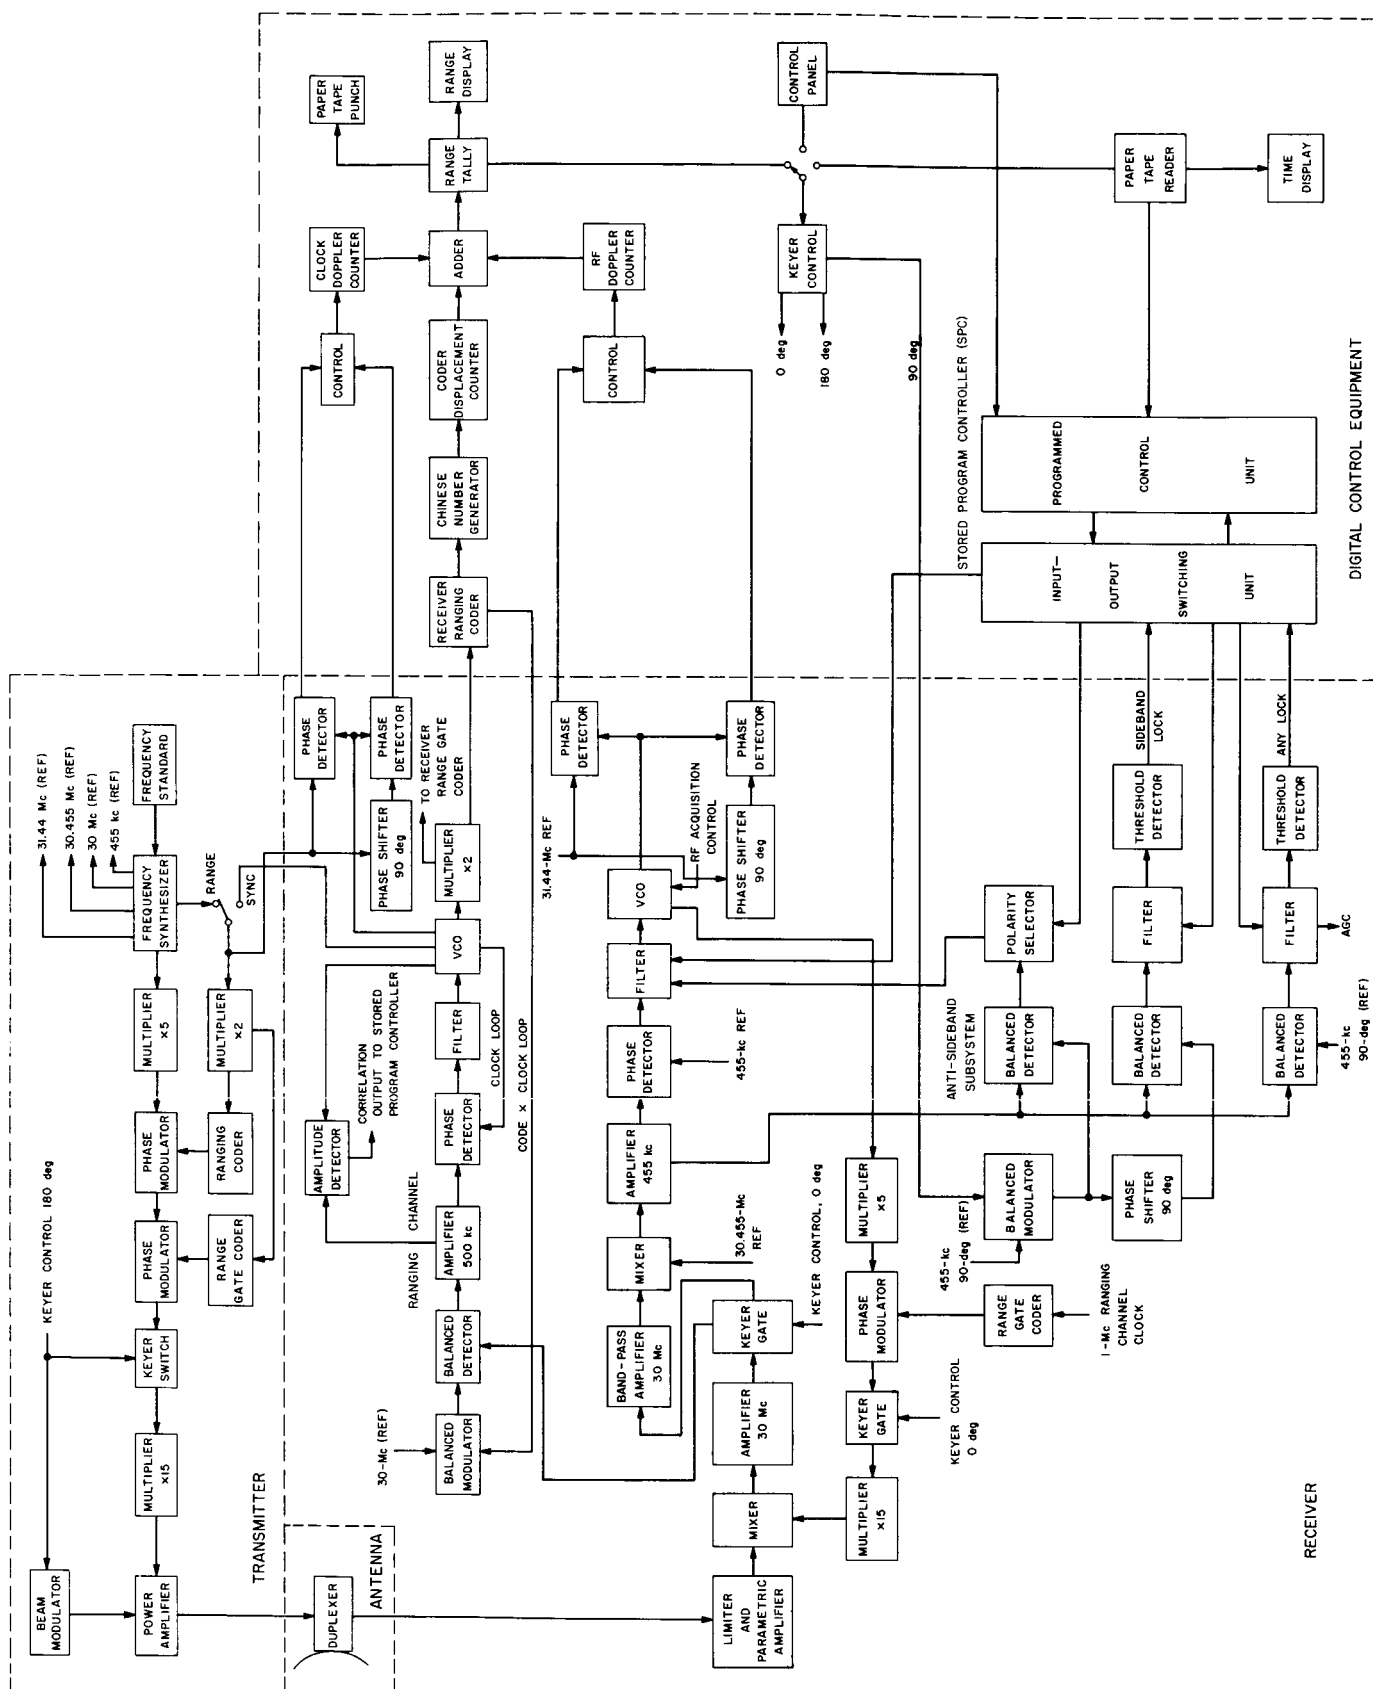 BEAM
MODULATOR
POWER
AMPLIFIER
MULTIPLIER
×15
KEYER
SWITCH
KEYER CONTROL 180 deg
PHASE
MODULATOR
RANGE
GATE CODER
PHASE
MODULATOR
RANGING
CODER
MULTIPLIER
×5
MULTIPLIER
×2
FREQUENCY
SYNTHESIZER
FREQUENCY
STANDARD
31.44 Mc (REF)
30.455 Mc (REF)
30 Mc (REF)
455 kc (REF)
RANGE
SYNC
TRANSMITTER
DUPLEXER
ANTENNA
30-Mc (REF)
BALANCED
MODULATOR
BALANCED
DETECTOR
AMPLIFIER
500 kc
RANGING CHANNEL
AMPLITUDE
DETECTOR
CORRELATION
OUTPUT TO STORED
PROGRAM CONTROLLER
PHASE
DETECTOR
FILTER
CLOCK LOOP
CODE × CLOCK LOOP
VCO
MULTIPLIER
×2
TO RECEIVER
RANGE GATE
CODER
PHASE SHIFTER
90 deg
PHASE
DETECTOR
PHASE
DETECTOR
CONTROL
CLOCK
DOPPLER
COUNTER
RECEIVER
RANGING
CODER
CHINESE
NUMBER
GENERATOR
CODER
DISPLACEMENT
COUNTER
ADDER
RANGE
TALLY
RANGE
DISPLAY
PAPER
TAPE
PUNCH
LIMITER
AND
PARAMETRIC
AMPLIFIER
MIXER
AMPLIFIER
30 Mc
KEYER
GATE
KEYER CONTROL, 0 deg
BAND-PASS
AMPLIFIER
30 Mc
MIXER
30.455-Mc
REF
AMPLIFIER
455 kc
PHASE
DETECTOR
455-kc REF
FILTER
VCO
RF ACQUISITION
CONTROL
31.44-Mc REF
PHASE SHIFTER
90 deg
PHASE
DETECTOR
PHASE
DETECTOR
CONTROL
RF
DOPPLER
COUNTER
MULTIPLIER
×15
KEYER
GATE
KEYER CONTROL
0 deg
PHASE
MODULATOR
MULTIPLIER
×5
RANGE
GATE
CODER
1-Mc RANGING
CHANNEL
CLOCK
455-kc
90-deg (REF)
BALANCED
MODULATOR
PHASE
SHIFTER
90 deg
ANTI-SIDEBAND
SUBSYSTEM
BALANCED
DETECTOR
BALANCED
DETECTOR
BALANCED
DETECTOR
455-kc
90-deg (REF)
POLARITY
SELECTOR
FILTER
FILTER
AGC
THRESHOLD
DETECTOR
THRESHOLD
DETECTOR
SIDEBAND
LOCK
ANY LOCK
RECEIVER
STORED PROGRAM CONTROLLER (SPC)
INPUT-
OUTPUT
SWITCHING
UNIT
PROGRAMMED
CONTROL
UNIT
KEYER
CONTROL
0 deg
180 deg
90 deg
CONTROL
PANEL
PAPER
TAPE
READER
TIME
DISPLAY
DIGITAL CONTROL EQUIPMENT